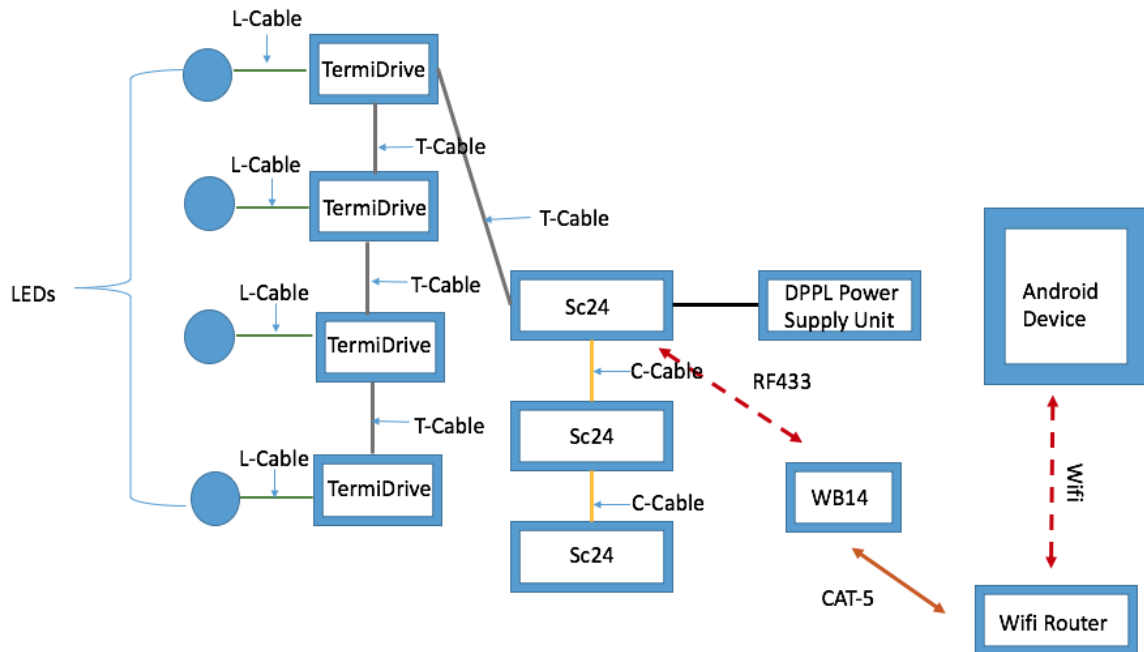 L-Cable
TermiDrive
T-Cable
L-Cable
TermiDrive
T-Cable
LEDs
T-Cable
L-Cable
TermiDrive
T-Cable
L-Cable
TermiDrive
Sc24
DPPL Power
Supply Unit
Android
Device
C-Cable
RF433
Sc24
C-Cable
WB14
Wifi
Sc24
CAT-5
Wifi Router